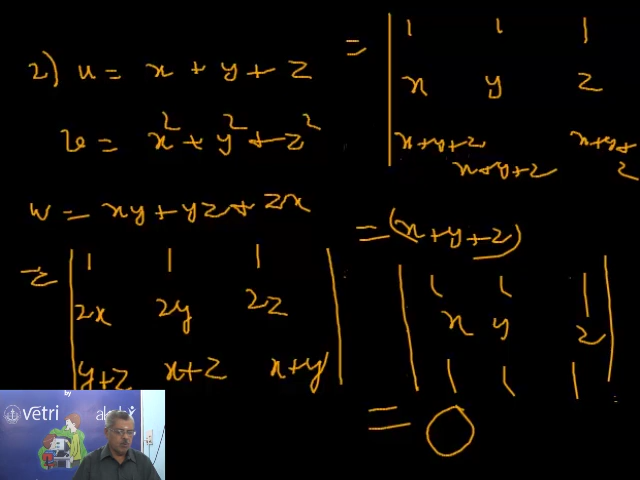 2) u = x + y + z
v = x² + y² + z²
w = xy + yz + zx
= | 1 1 1 |
2x 2y 2z
y+z x+z x+y
= | 1 1 1
x y z
x+y+z x+y+z x+y+z
= (x+y+z)
| 1 1 1 |
x y z
1 1 1
= 0
by
Vetri